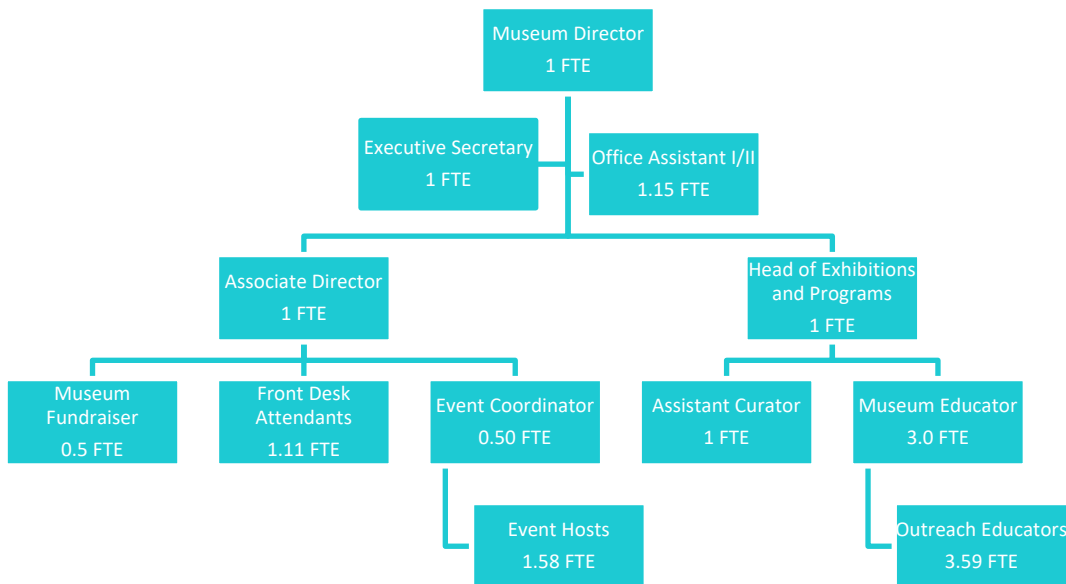 Museum Director
1 FTE
Executive Secretary
1 FTE
Office Assistant I/II
1.15 FTE
Associate Director
1 FTE
Head of Exhibitions
and Programs
1 FTE
Museum
Fundraiser
0.5 FTE
Front Desk
Attendants
1.11 FTE
Event Coordinator
0.50 FTE
Assistant Curator
1 FTE
Museum Educator
3.0 FTE
Event Hosts
1.58 FTE
Outreach Educators
3.59 FTE